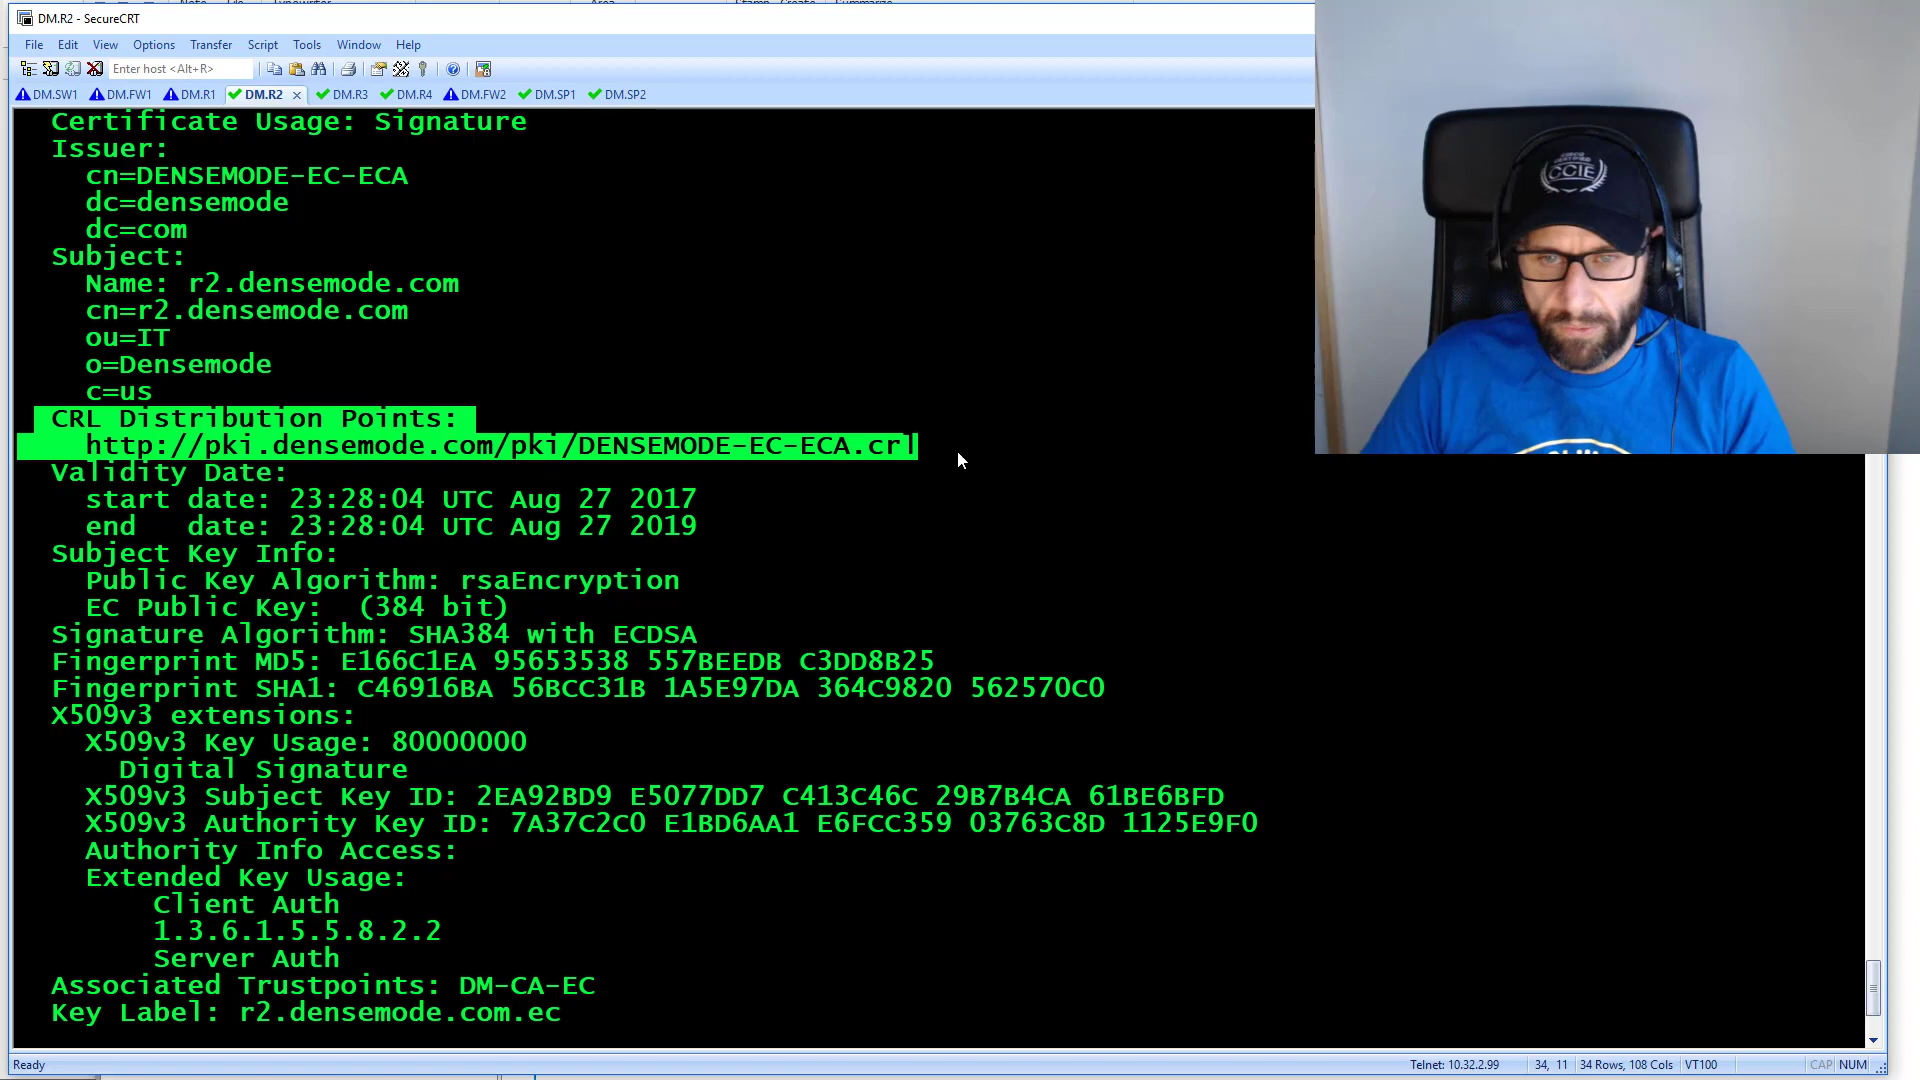 DM.R2 - SecureCRT
File Edit View Options Transfer Script Tools Window Help
Enter host <Alt+R>
DM.SW1 DM.FW1 DM.R1 DM.R2 DM.R3 DM.R4 DM.FW2 DM.SP1 DM.SP2
Certificate Usage: Signature
Issuer:
cn=DENSEMODE-EC-ECA
dc=densemode
dc=com
Subject:
Name: r2.densemode.com
cn=r2.densemode.com
ou=IT
o=Densemode
c=us
CRL Distribution Points:
http://pki.densemode.com/pki/DENSEMODE-EC-ECA.crl
Validity Date:
start date: 23:28:04 UTC Aug 27 2017
end   date: 23:28:04 UTC Aug 27 2019
Subject Key Info:
Public Key Algorithm: rsaEncryption
EC Public Key:  (384 bit)
Signature Algorithm: SHA384 with ECDSA
Fingerprint MD5: E166C1EA 95653538 557BEEDB C3DD8B25
Fingerprint SHA1: C46916BA 56BCC31B 1A5E97DA 364C9820 562570C0
X509v3 extensions:
X509v3 Key Usage: 80000000
Digital Signature
X509v3 Subject Key ID: 2EA92BD9 E5077DD7 C413C46C 29B7B4CA 61BE6BFD
X509v3 Authority Key ID: 7A37C2C0 E1BD6AA1 E6FCC359 03763C8D 1125E9F0
Authority Info Access:
Extended Key Usage:
Client Auth
1.3.6.1.5.5.8.2.2
Server Auth
Associated Trustpoints: DM-CA-EC
Key Label: r2.densemode.com.ec
CCIE
Ready Telnet: 10.32.2.99 34, 11 34 Rows, 108 Cols VT100 CAP NUM